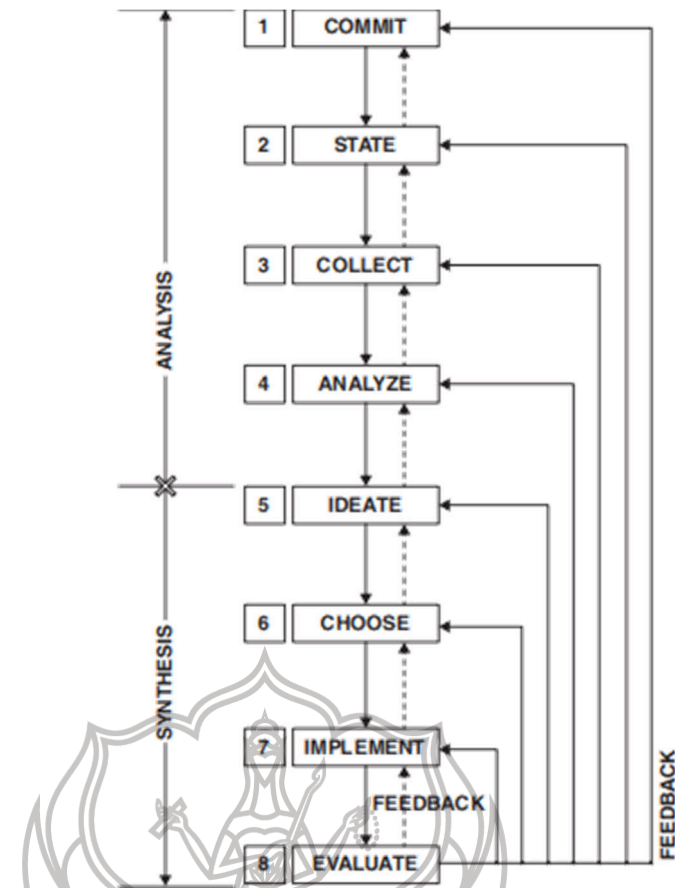 1 COMMIT
2 STATE
3 COLLECT
ANALYSIS
4 ANALYZE
5 IDEATE
6 CHOOSE
SYNTHESIS
7 IMPLEMENT
FEEDBACK
8 EVALUATE
FEEDBACK